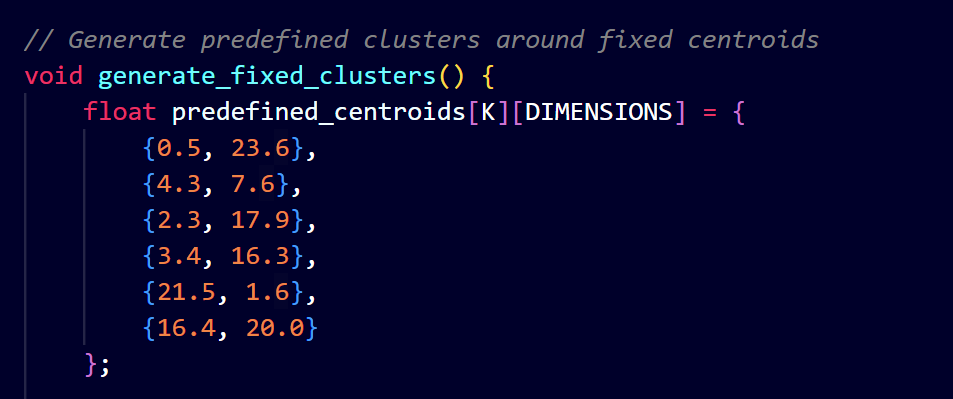 // Generate predefined clusters around fixed centroids
void generate_fixed_clusters() {
    float predefined_centroids[K][DIMENSIONS] = {
        {0.5, 23.6},
        {4.3, 7.6},
        {2.3, 17.9},
        {3.4, 16.3},
        {21.5, 1.6},
        {16.4, 20.0}
    };